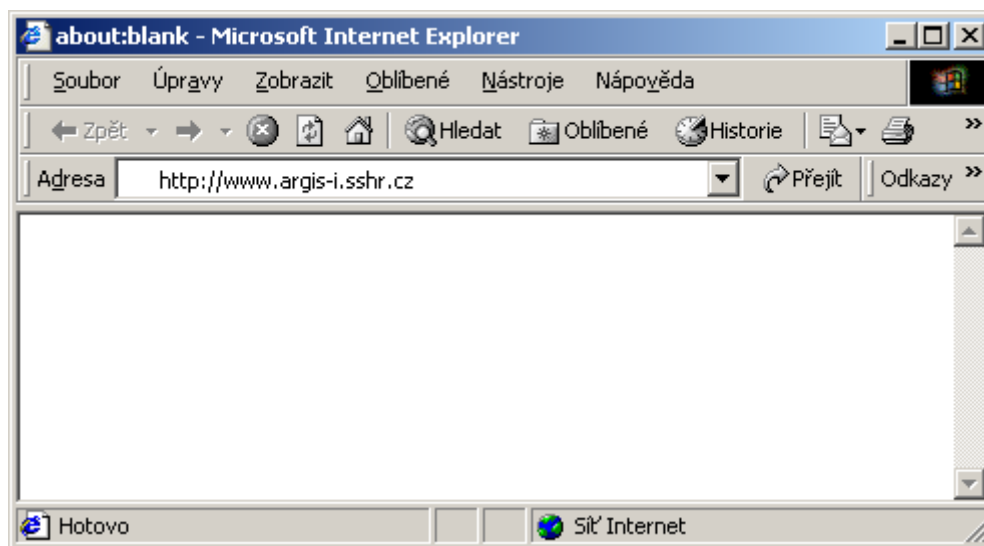 about:blank - Microsoft Internet Explorer
Soubor Úpravy Zobrazit Oblíbené Nástroje Nápověda
Zpět Hledat Oblíbené Historie »
Adresa http://www.argis-i.sshr.cz Přejít Odkazy »
Hotovo Síť Internet